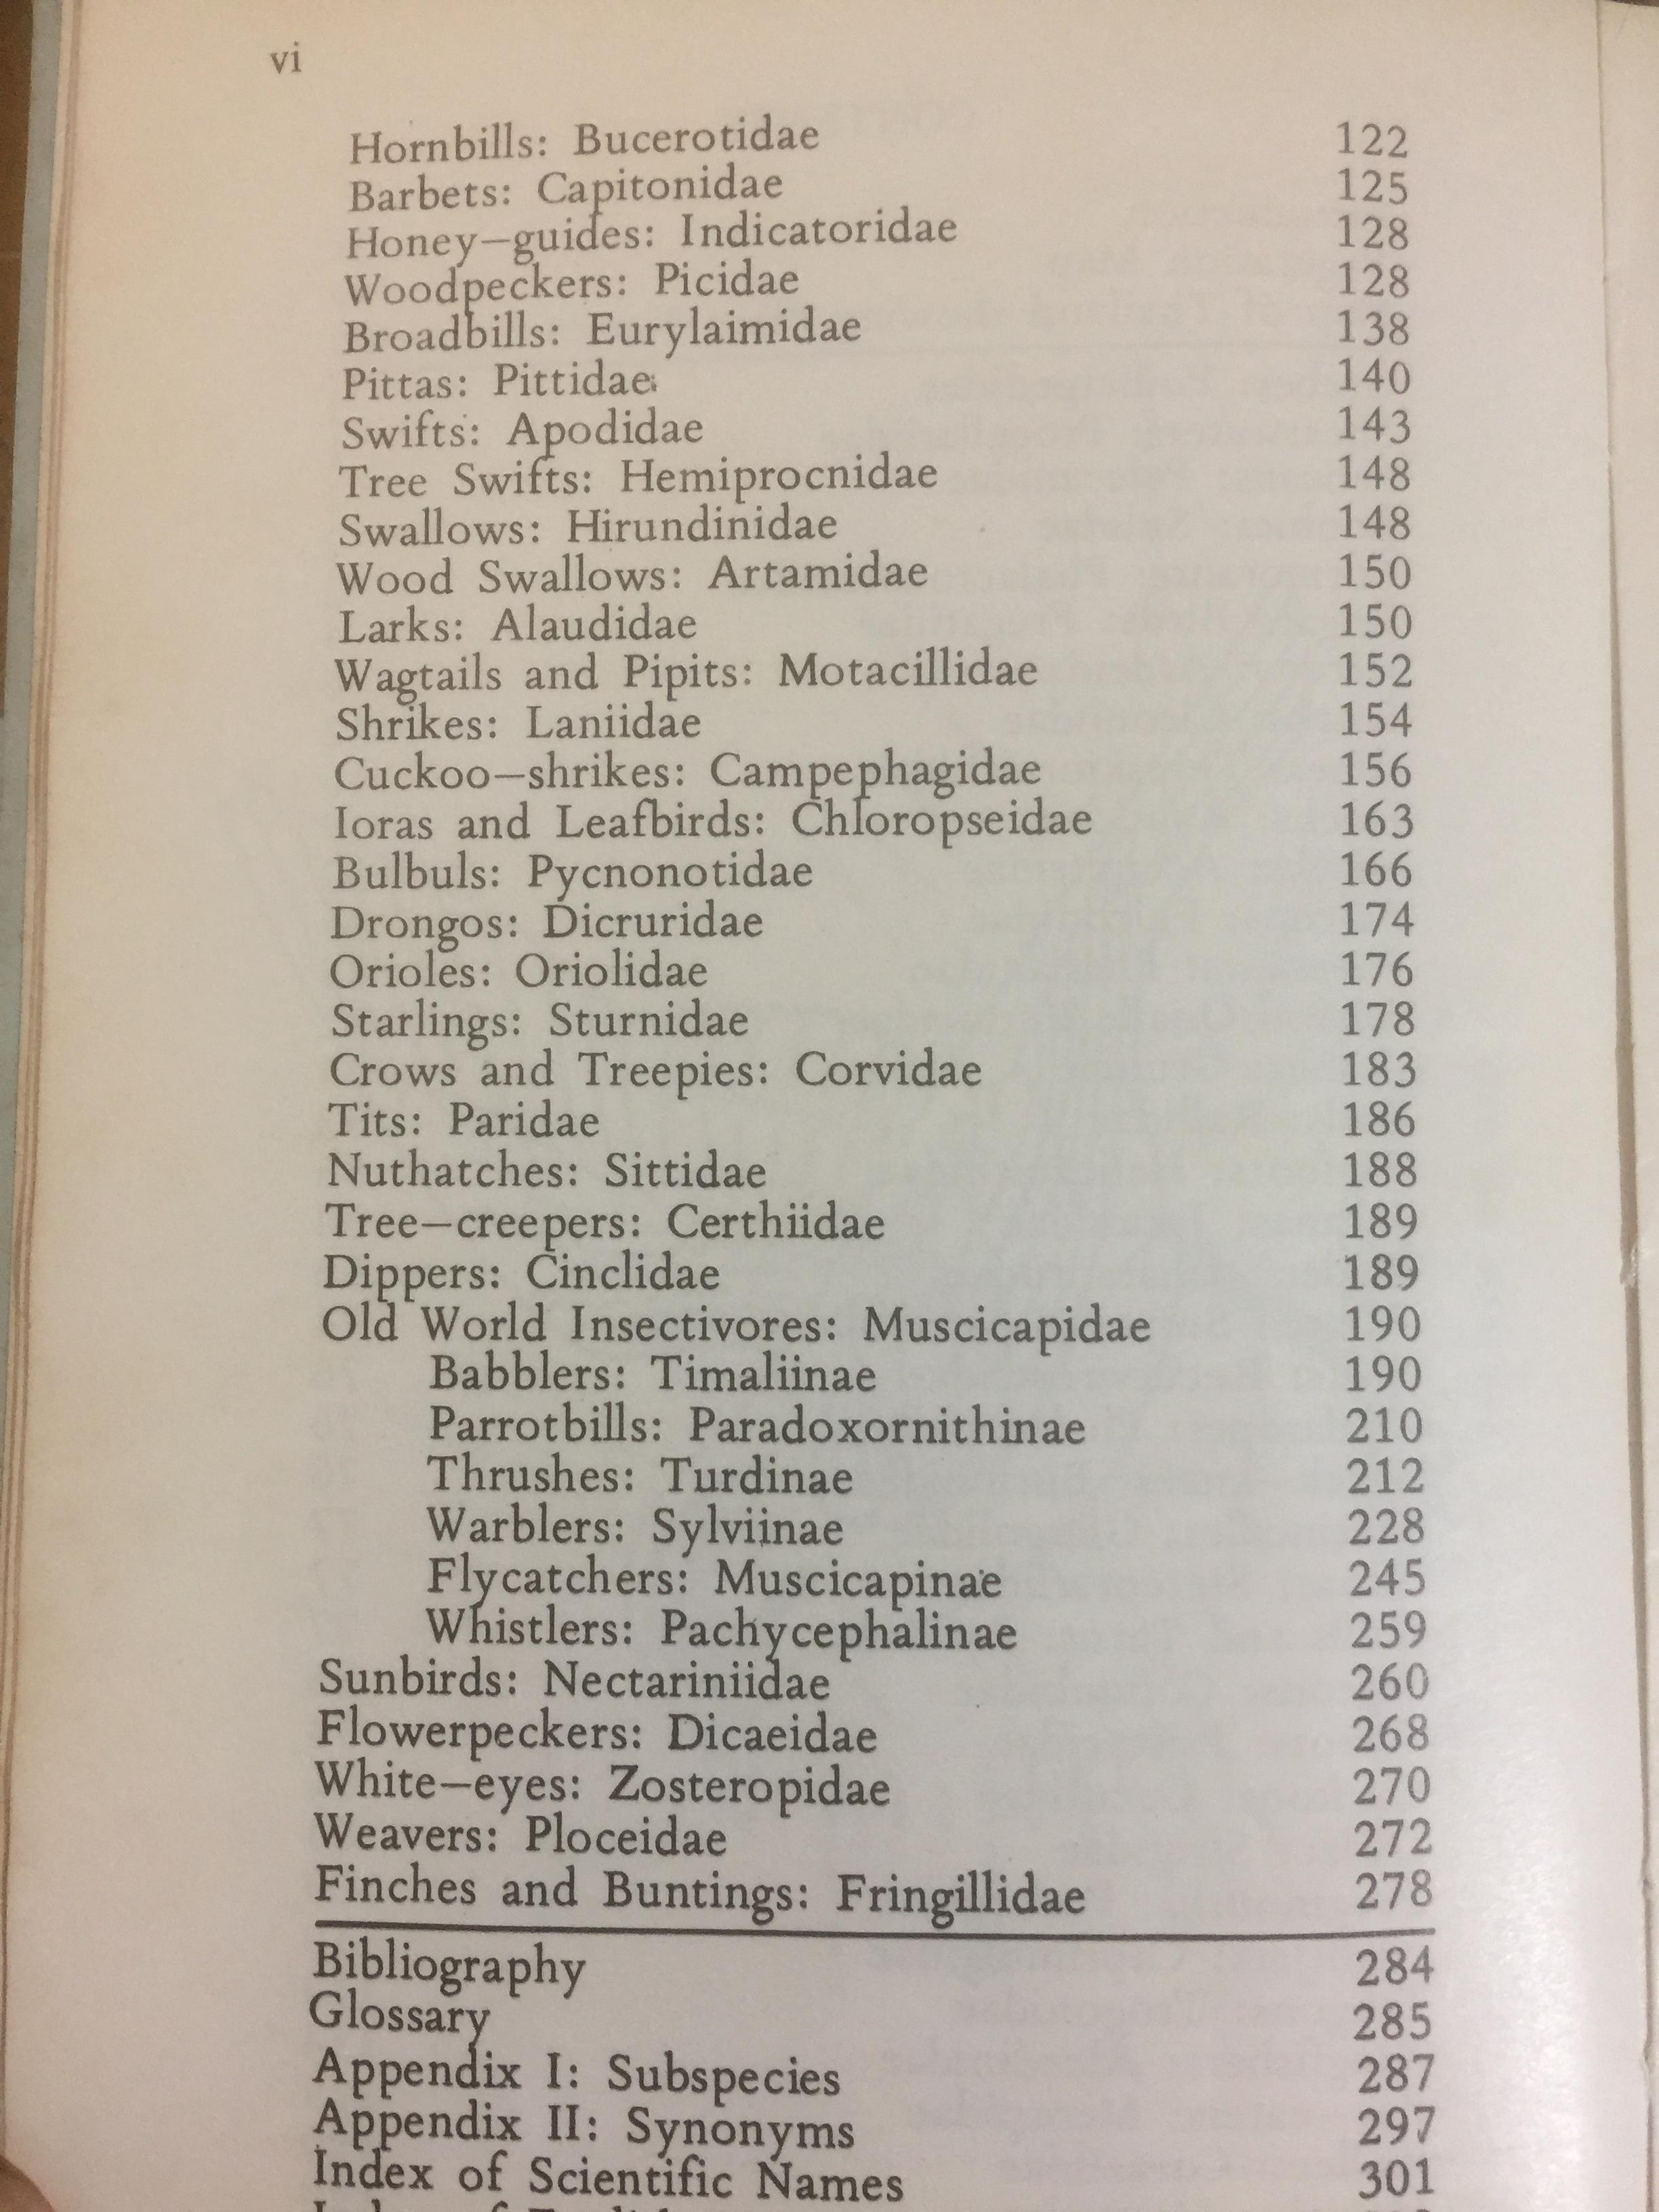 vi
Hornbills: Bucerotidae 122
Barbets: Capitonidae 125
Honey—guides: Indicatoridae 128
Woodpeckers: Picidae 128
Broadbills: Eurylaimidae 138
Pittas: Pittidae 140
Swifts: Apodidae 143
Tree Swifts: Hemiprocnidae 148
Swallows: Hirundinidae 148
Wood Swallows: Artamidae 150
Larks: Alaudidae 150
Wagtails and Pipits: Motacillidae 152
Shrikes: Laniidae 154
Cuckoo—shrikes: Campephagidae 156
Ioras and Leafbirds: Chloropseidae 163
Bulbuls: Pycnonotidae 166
Drongos: Dicruridae 174
Orioles: Oriolidae 176
Starlings: Sturnidae 178
Crows and Treepies: Corvidae 183
Tits: Paridae 186
Nuthatches: Sittidae 188
Tree—creepers: Certhiidae 189
Dippers: Cinclidae 189
Old World Insectivores: Muscicapidae 190
Babblers: Timaliinae 190
Parrotbills: Paradoxornithinae 210
Thrushes: Turdinae 212
Warblers: Sylviinae 228
Flycatchers: Muscicapinae 245
Whistlers: Pachycephalinae 259
Sunbirds: Nectariniidae 260
Flowerpeckers: Dicaeidae 268
White—eyes: Zosteropidae 270
Weavers: Ploceidae 272
Finches and Buntings: Fringillidae 278
Bibliography 284
Glossary 285
Appendix I: Subspecies 287
Appendix II: Synonyms 297
Index of Scientific Names 301